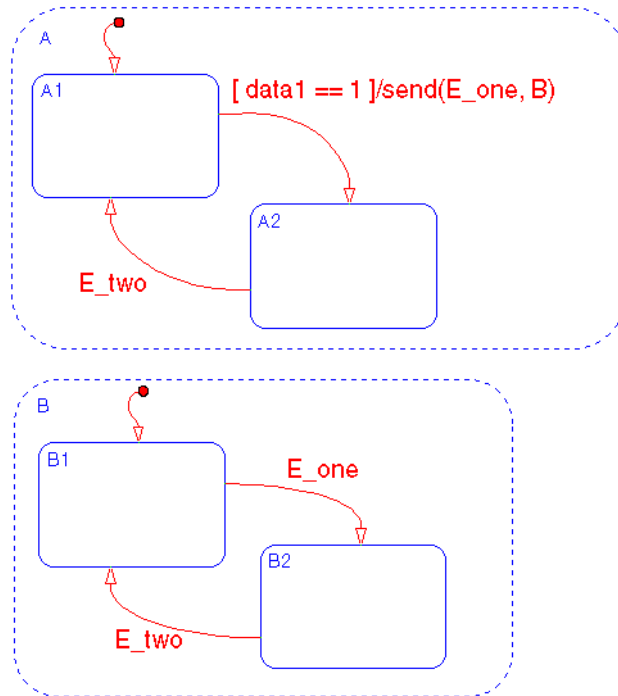 A
A1
[ data1 == 1 ]/send(E_one, B)
A2
E_two
B
B1
E_one
B2
E_two